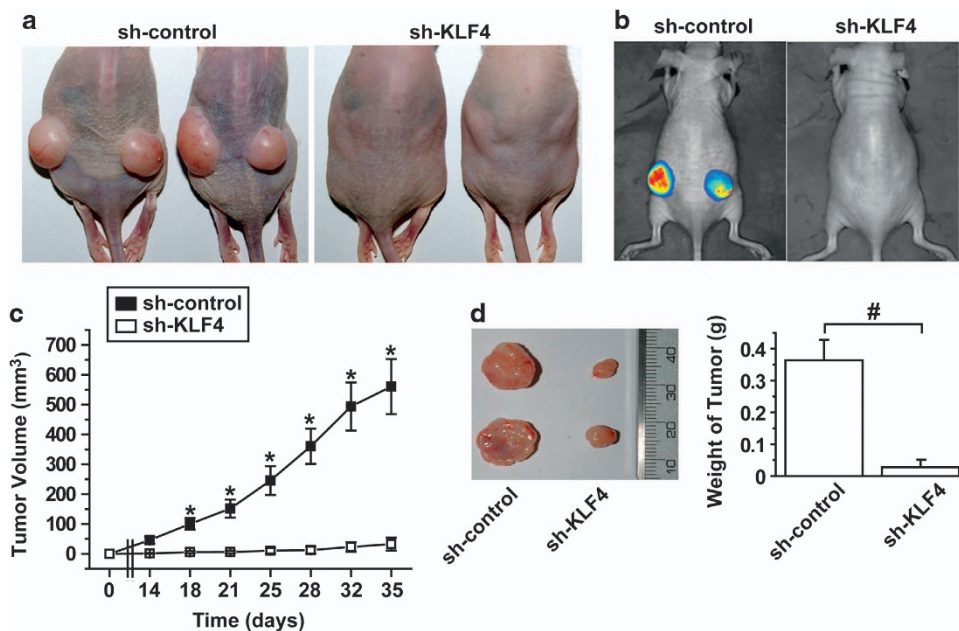 a
sh-control
sh-KLF4
b
sh-control
sh-KLF4
c
sh-control
sh-KLF4
Tumor Volume (mm³)
700
600
500
400
300
200
100
0
* * * * * * *
0 14 18 21 25 28 32 35
Time (days)
d
40
30
20
10
sh-control
sh-KLF4
Weight of Tumor (g)
0.4
0.3
0.2
0.1
0
#
sh-control
sh-KLF4